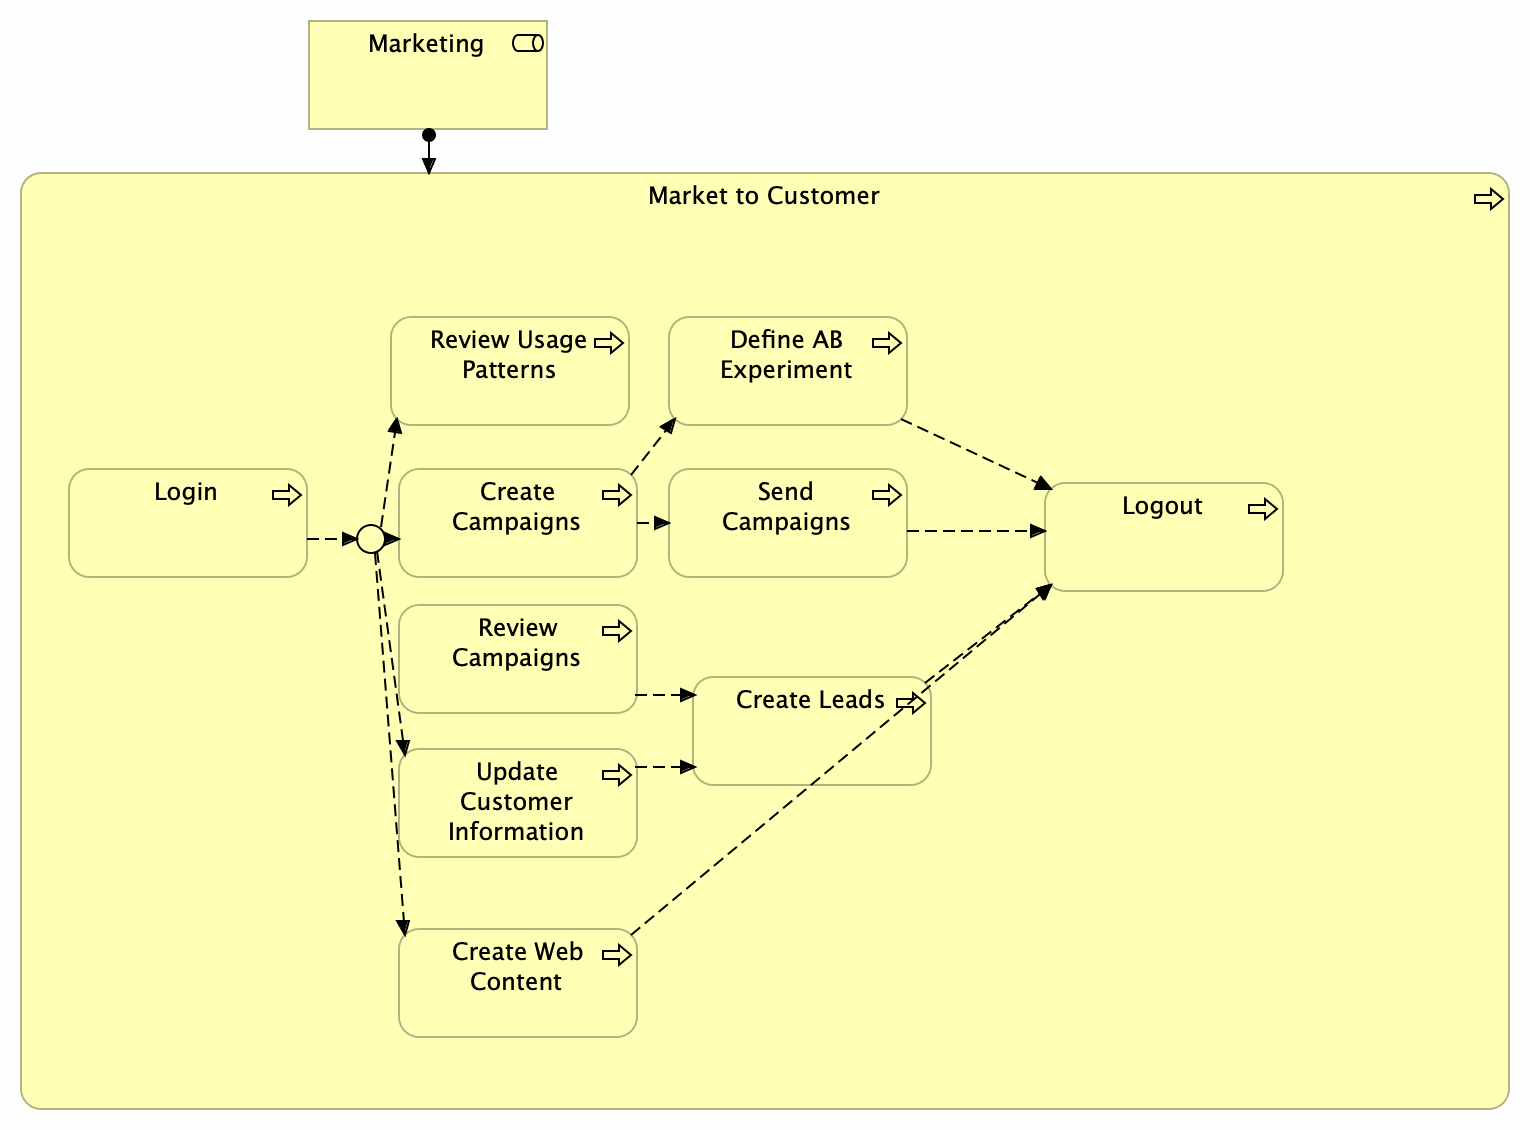 Marketing
Market to Customer
Review Usage
Patterns
Define AB
Experiment
Login
Create
Campaigns
Send
Campaigns
Logout
Review
Campaigns
Create Leads
Update
Customer
Information
Create Web
Content